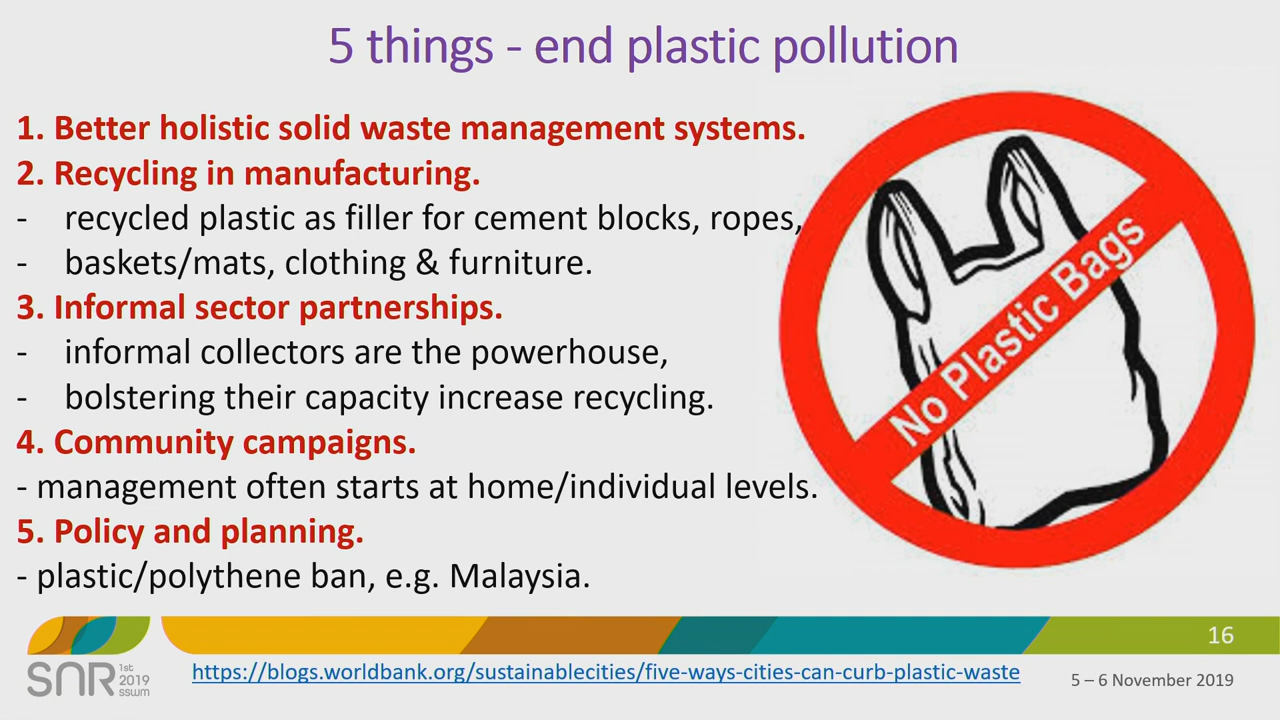 5 things - end plastic pollution
1. Better holistic solid waste management systems.
2. Recycling in manufacturing.
- recycled plastic as filler for cement blocks, ropes,
- baskets/mats, clothing & furniture.
3. Informal sector partnerships.
- informal collectors are the powerhouse,
- bolstering their capacity increase recycling.
4. Community campaigns.
- management often starts at home/individual levels.
5. Policy and planning.
- plastic/polythene ban, e.g. Malaysia.
No Plastic Bags
16
SNR
1st
2019
sswm
https://blogs.worldbank.org/sustainablecities/five-ways-cities-can-curb-plastic-waste
5 – 6 November 2019